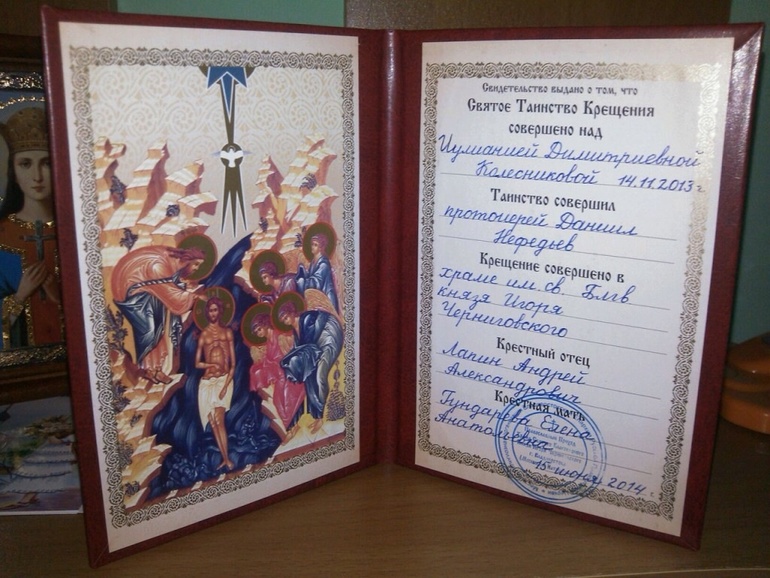 Свидетельство выдано о том, что
Святое Таинство Крещения
совершено над
Иуманией Димитриевной
Колесниковой 14.11.2013 г
Таинство совершил
протоиерей Даниил
Нефедьев
Крещение совершено в
храме им. св. Блгв
князя Игоря
Черниговского
Крестный отец
Лапин Андрей
Александрович
Крестная мать
Гундарева Елена
Анатольевна
15 июня 2014 г.